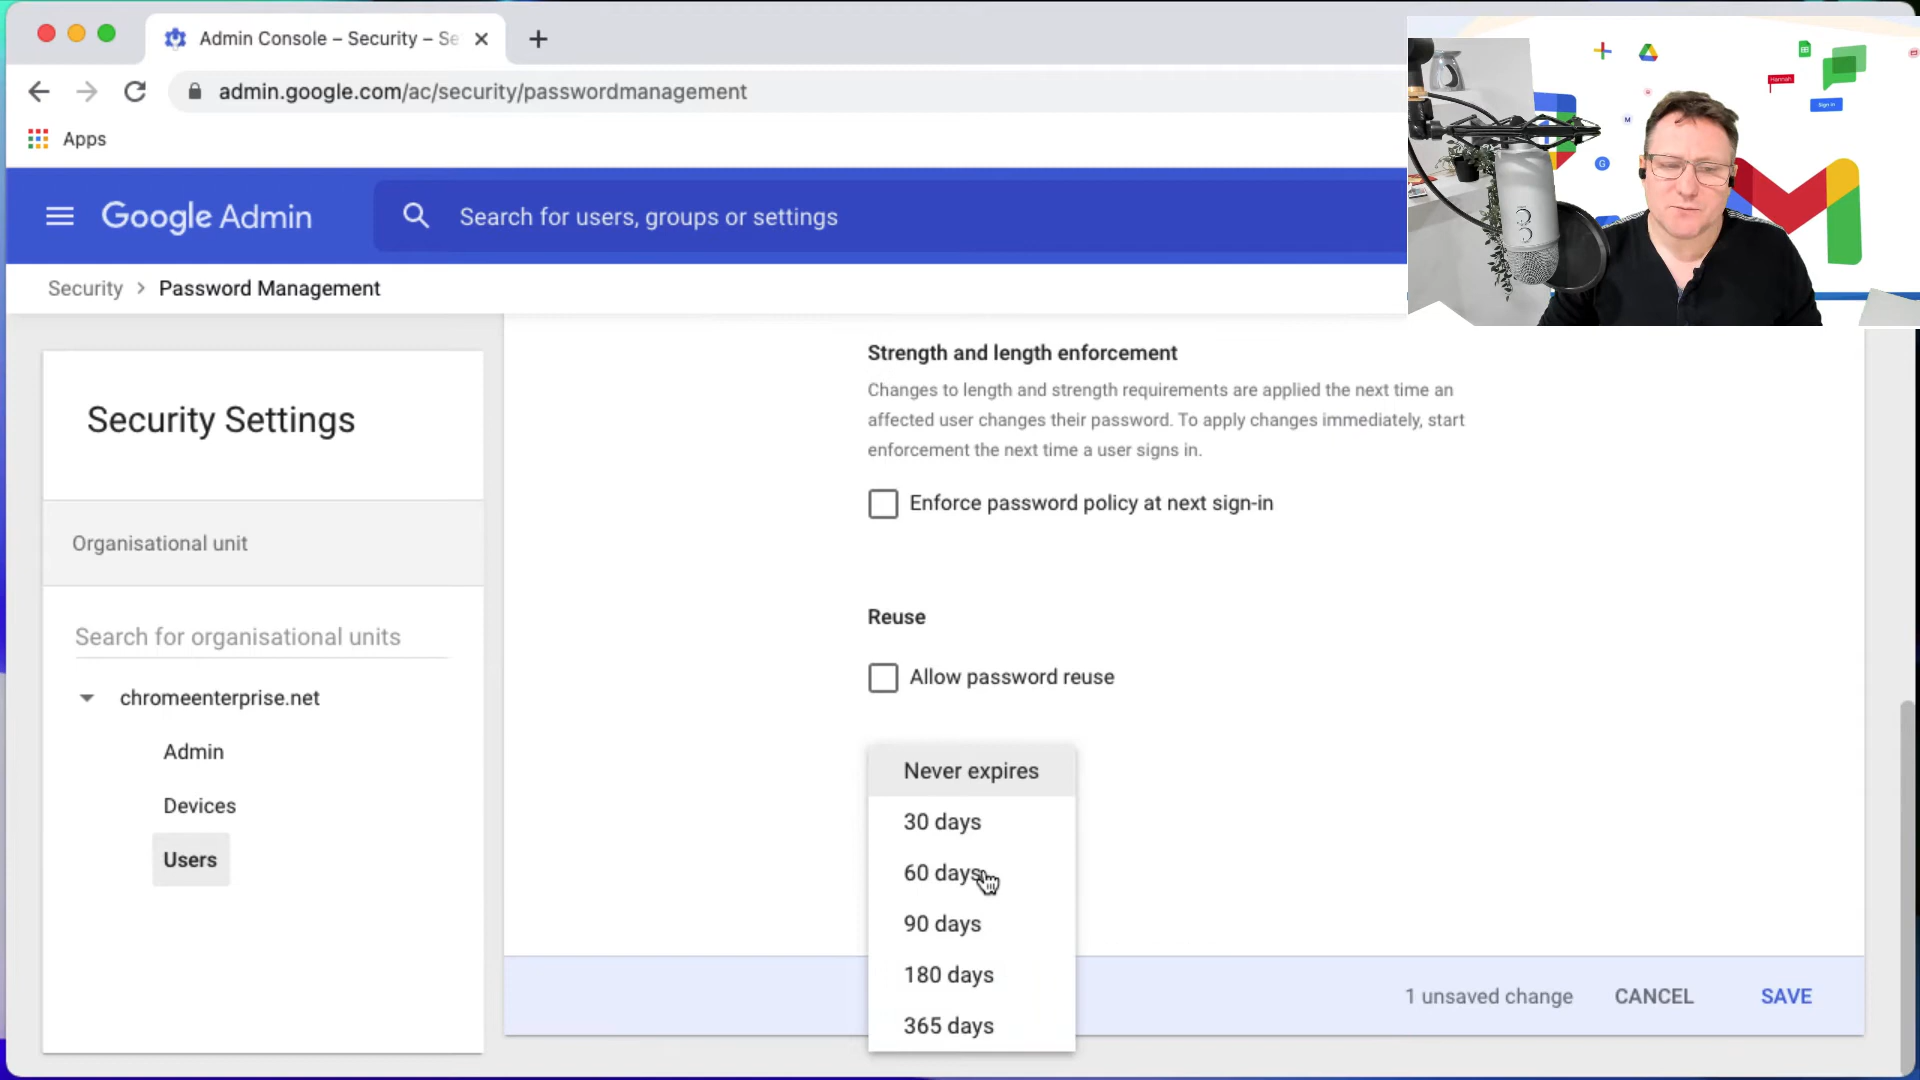 Admin Console – Security – Se
admin.google.com/ac/security/passwordmanagement
Apps
Google Admin
Search for users, groups or settings
Security > Password Management
Security Settings
Organisational unit
Search for organisational units
chromeenterprise.net
Admin
Devices
Users
Strength and length enforcement
Changes to length and strength requirements are applied the next time an
affected user changes their password. To apply changes immediately, start
enforcement the next time a user signs in.
Enforce password policy at next sign-in
Reuse
Allow password reuse
Never expires
30 days
60 days
90 days
180 days
365 days
1 unsaved change
CANCEL
SAVE
Hannah
Sign in
M
G